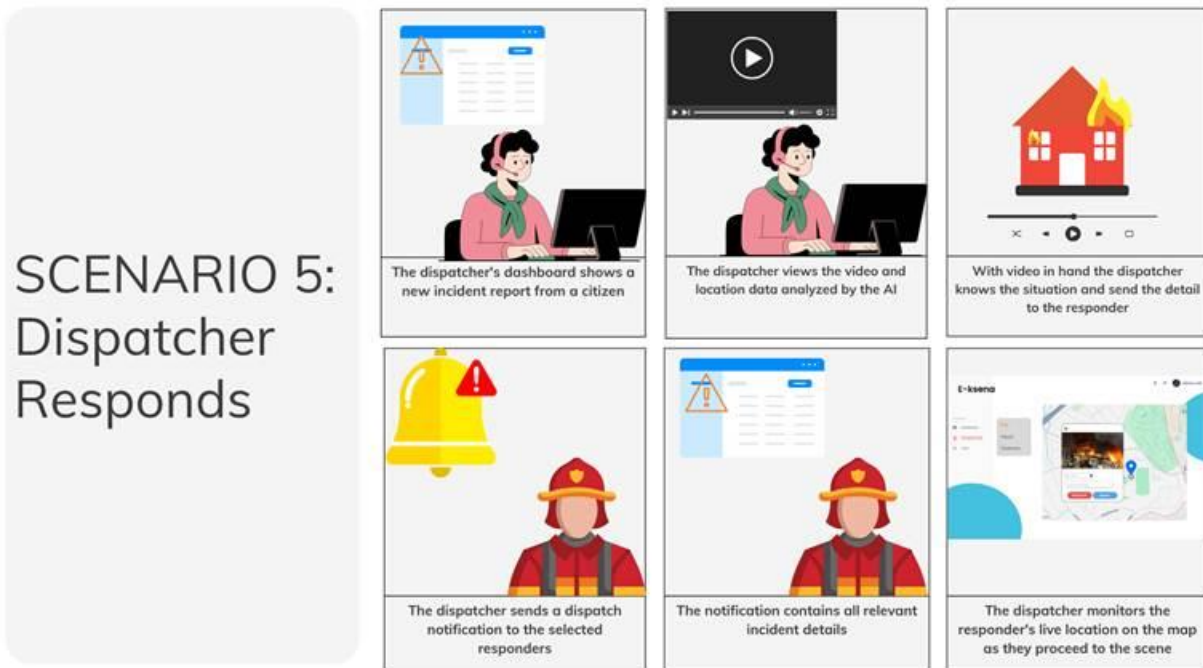 SCENARIO 5:
Dispatcher
Responds
The dispatcher's dashboard shows a
new incident report from a citizen
The dispatcher views the video and
location data analyzed by the AI
With video in hand the dispatcher
knows the situation and send the detail
to the responder
The dispatcher sends a dispatch
notification to the selected
responders
The notification contains all relevant
incident details
E-ksena
The dispatcher monitors the
responder's live location on the map
as they proceed to the scene